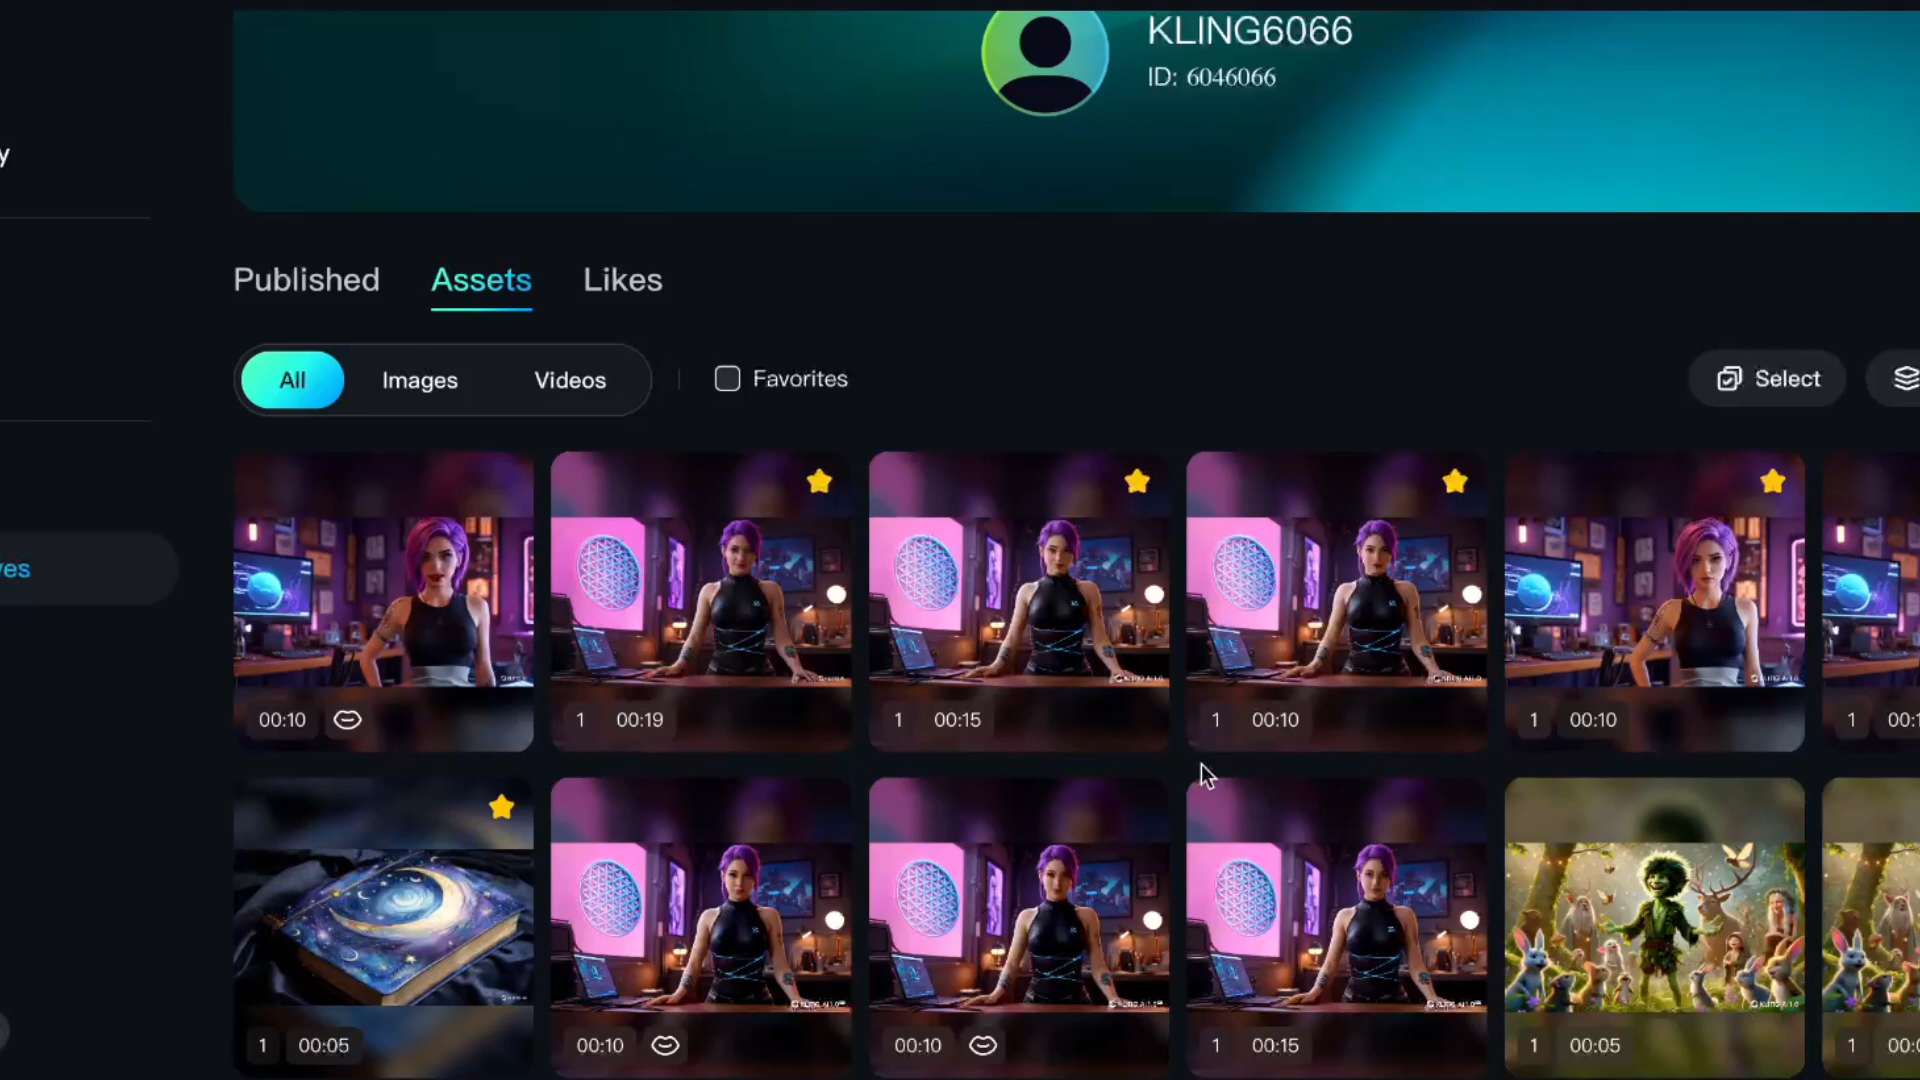 KLING6066
ID: 6046066
y
Published Assets Likes
All Images Videos Favorites Select
ves
00:10 1 00:19 1 00:15 1 00:10 1 00:10 1
1 00:05 00:10 00:10 1 00:15 1 00:05 1